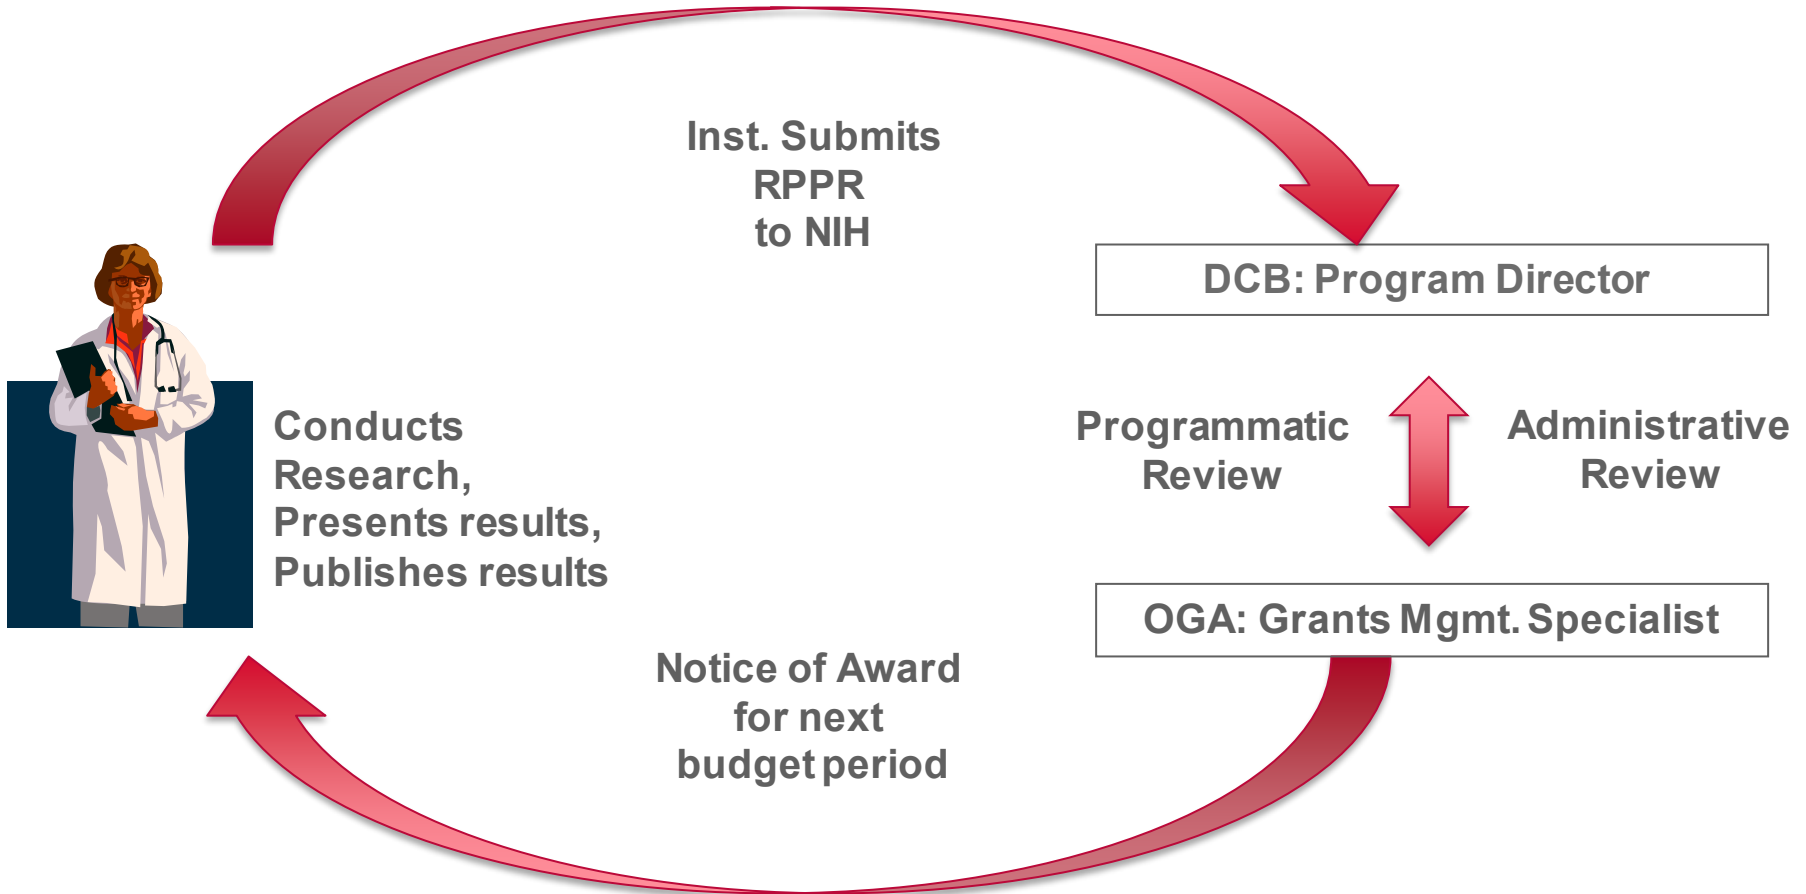 Inst. Submits
RPPR
to NIH
DCB: Program Director
Conducts
Research,
Presents results,
Publishes results
Programmatic
Review
Administrative
Review
OGA: Grants Mgmt. Specialist
Notice of Award
for next
budget period